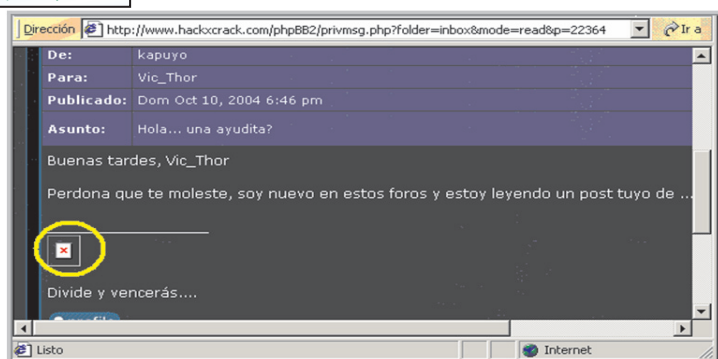 Dirección http://www.hackxcrack.com/phpBB2/privmsg.php?folder=inbox&mode=read&p=22364 Ir a
De: kapuyo
Para: Vic_Thor
Publicado: Dom Oct 10, 2004 6:46 pm
Asunto: Hola... una ayudita?
Buenas tardes, Vic_Thor
Perdona que te moleste, soy nuevo en estos foros y estoy leyendo un post tuyo de ...
Divide y vencerás....
Listo Internet